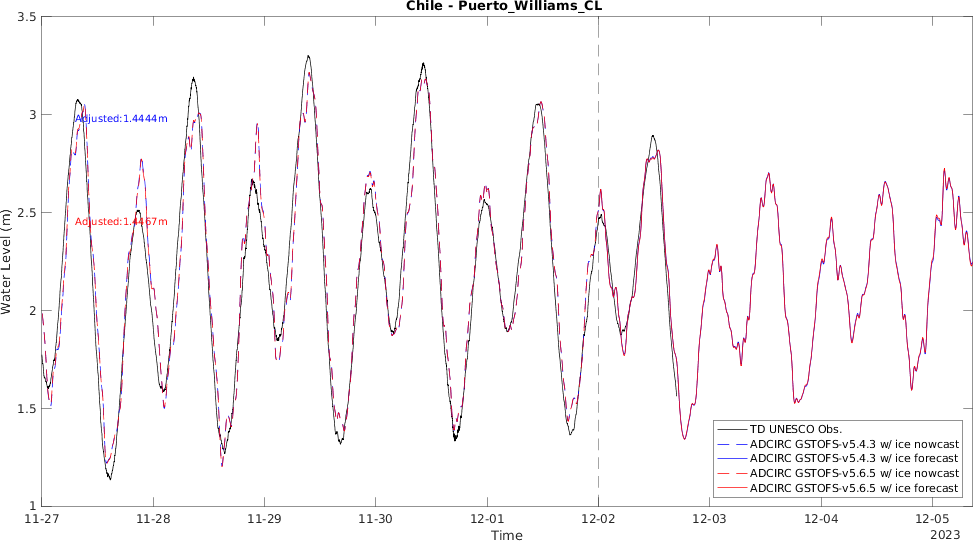 Chile - Puerto_Williams_CL
3.5
3
2.5
2
1.5
1
Water Level (m)
Adjusted:1.4444m
Adjusted:1.4467m
TD UNESCO Obs.
ADCIRC GSTOFS-v5.4.3 w/ ice nowcast
ADCIRC GSTOFS-v5.4.3 w/ ice forecast
ADCIRC GSTOFS-v5.6.5 w/ ice nowcast
ADCIRC GSTOFS-v5.6.5 w/ ice forecast
11-27 11-28 11-29 11-30 12-01 12-02 12-03 12-04 12-05
Time
2023